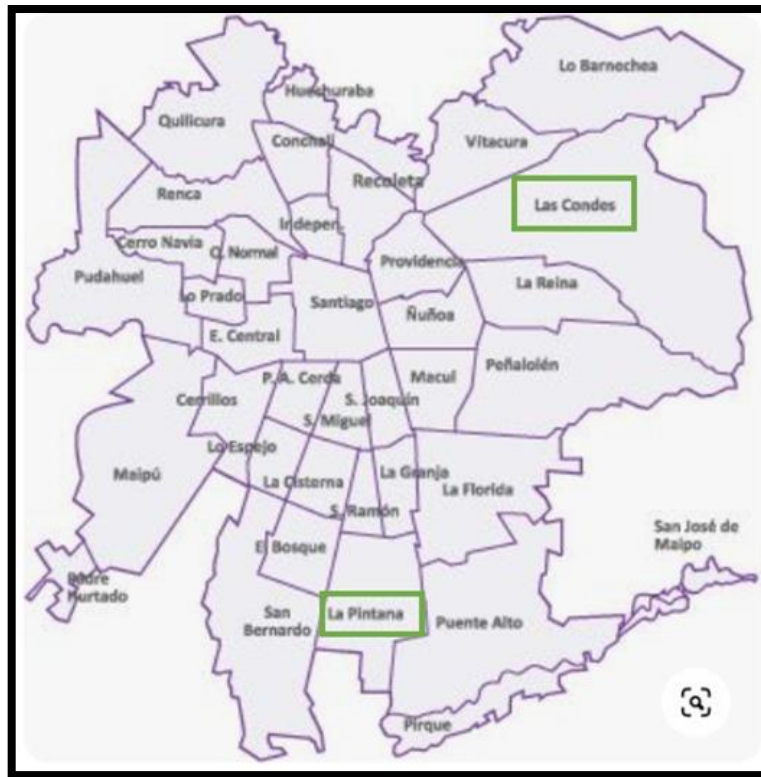 Lo Barnechea
Huechuraba
Quilicura
Conchalí
Vitacura
Recoleta
Renca
Las Condes
Indepen.
Cerro Navia
Q. Normal
Providencia
Pudahuel
La Reina
Lo Prado
Santiago
Ñuñoa
E. Central
Peñalolén
P. A. Cerda
Macul
Cerrillos
S. Joaquín
S. Miguel
Lo Espejo
Maipú
La Cisterna
La Granja
La Florida
S. Ramón
San José de
Maipo
El Bosque
Padre
Hurtado
San
Bernardo
La Pintana
Puente Alto
Pirque